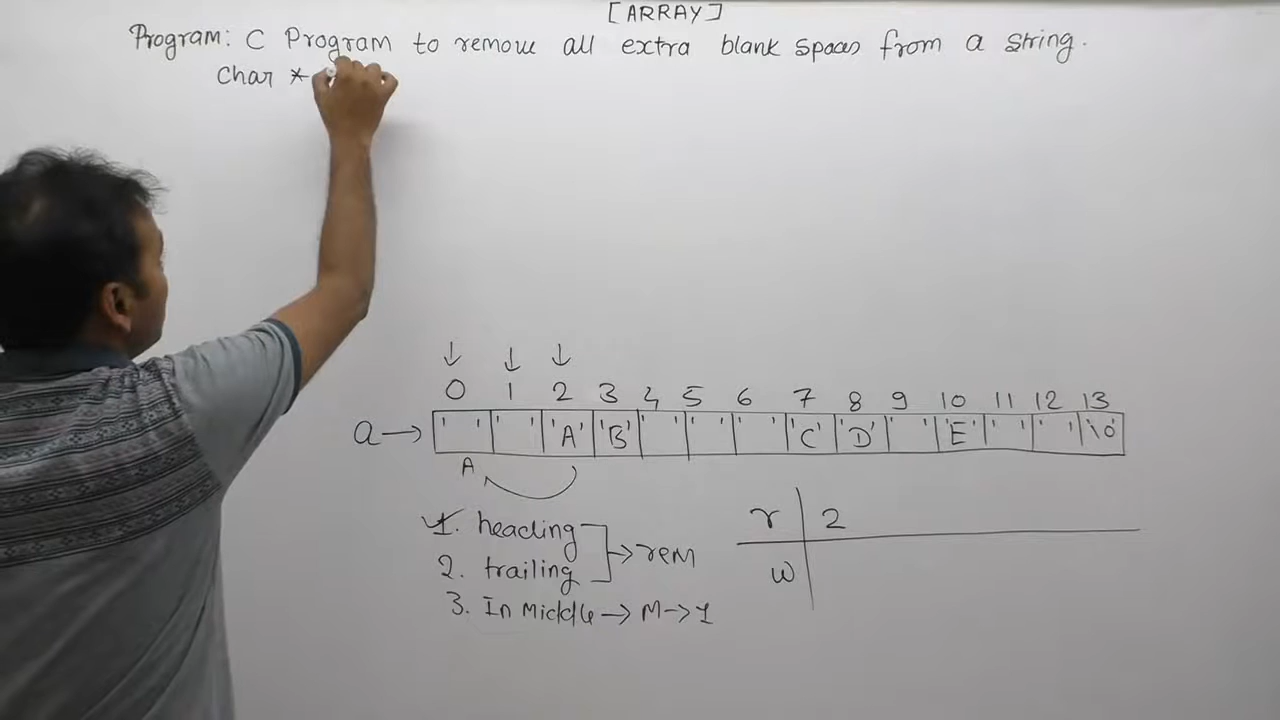 [ARRAY]
Program: C Program to remove all extra blank spaces from a string.
Char *
0 1 2 3 4 5 6 7 8 9 10 11 12 13
a→ ' ' ' ' 'A' 'B' ' ' ' ' ' ' 'C' 'D' ' ' 'E' ' ' ' ' '\0'
A
1. heading
2. trailing → rem
3. In Middle → M→1
r 2
w